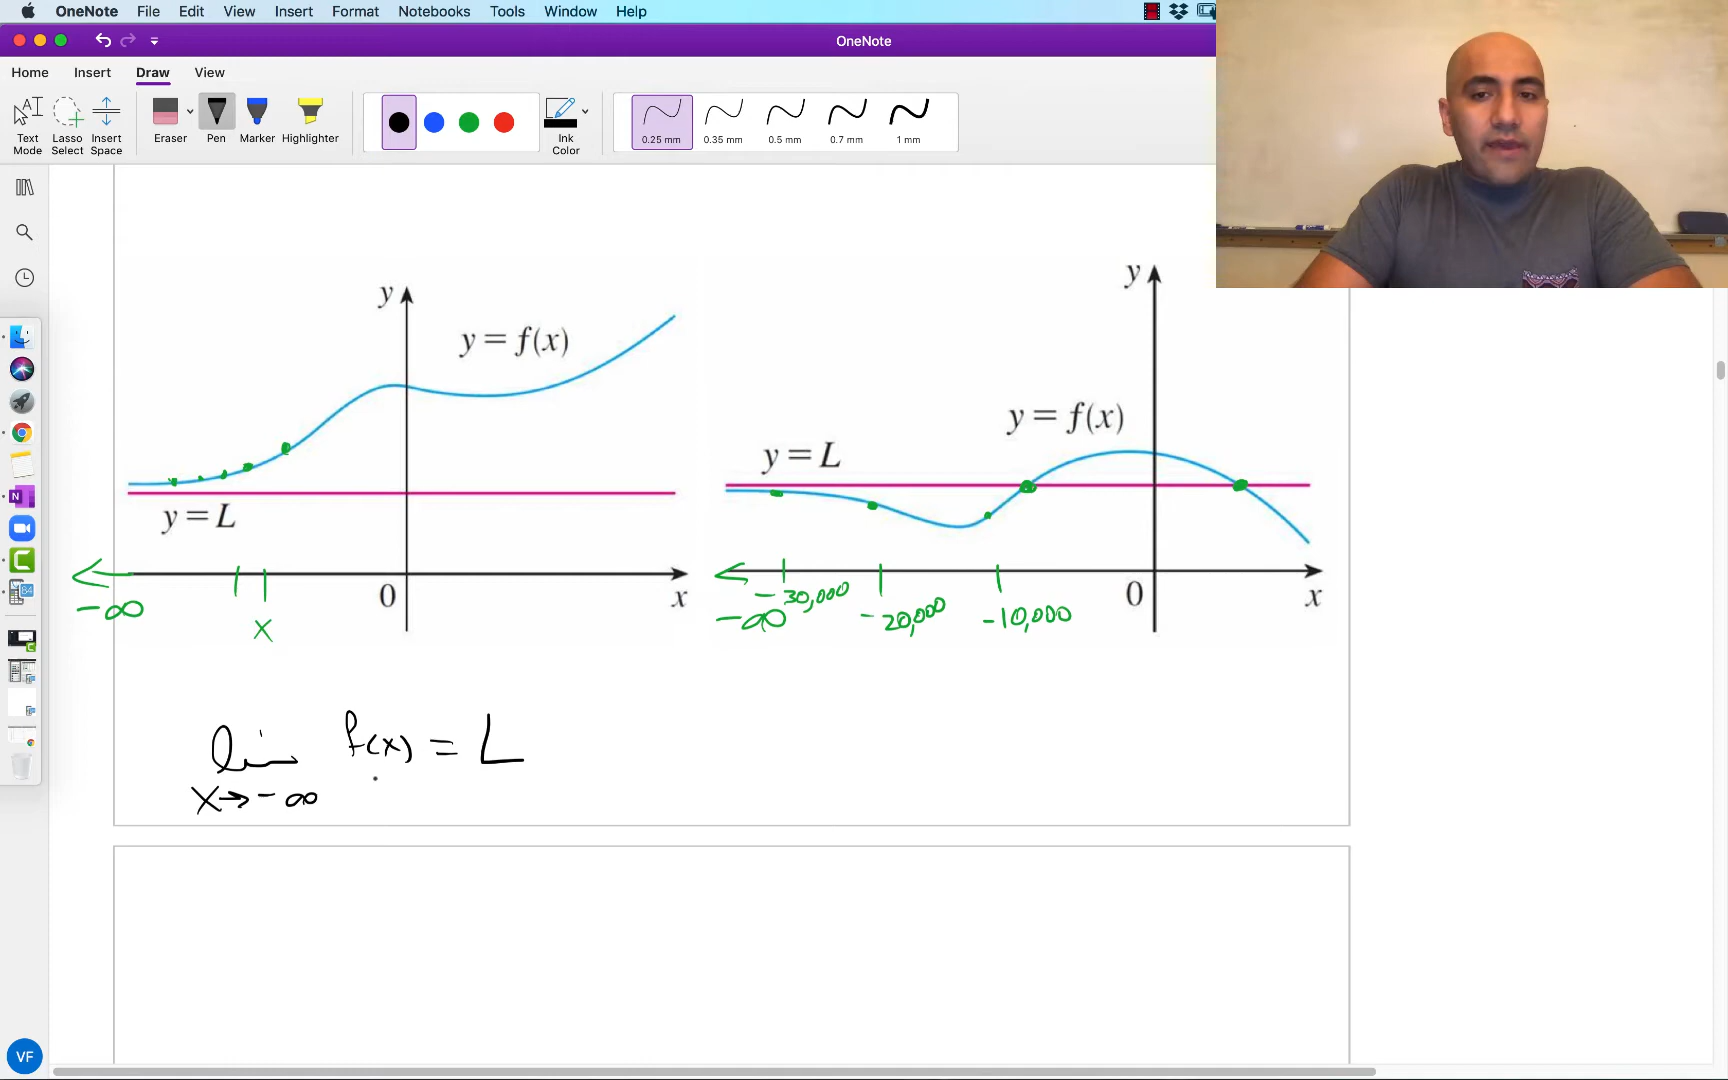 OneNote File Edit View Insert Format Notebooks Tools Window Help
OneNote
Home Insert Draw View
Text Mode Lasso Select Insert Space Eraser Pen Marker Highlighter Ink Color 0.25 mm 0.35 mm 0.5 mm 0.7 mm 1 mm
y
y = f(x)
y = L
0
x
-∞
x
y
y = f(x)
y = L
0
x
-∞
-30,000
-20,000
-10,000
lim f(x) = L
x→-∞
VF